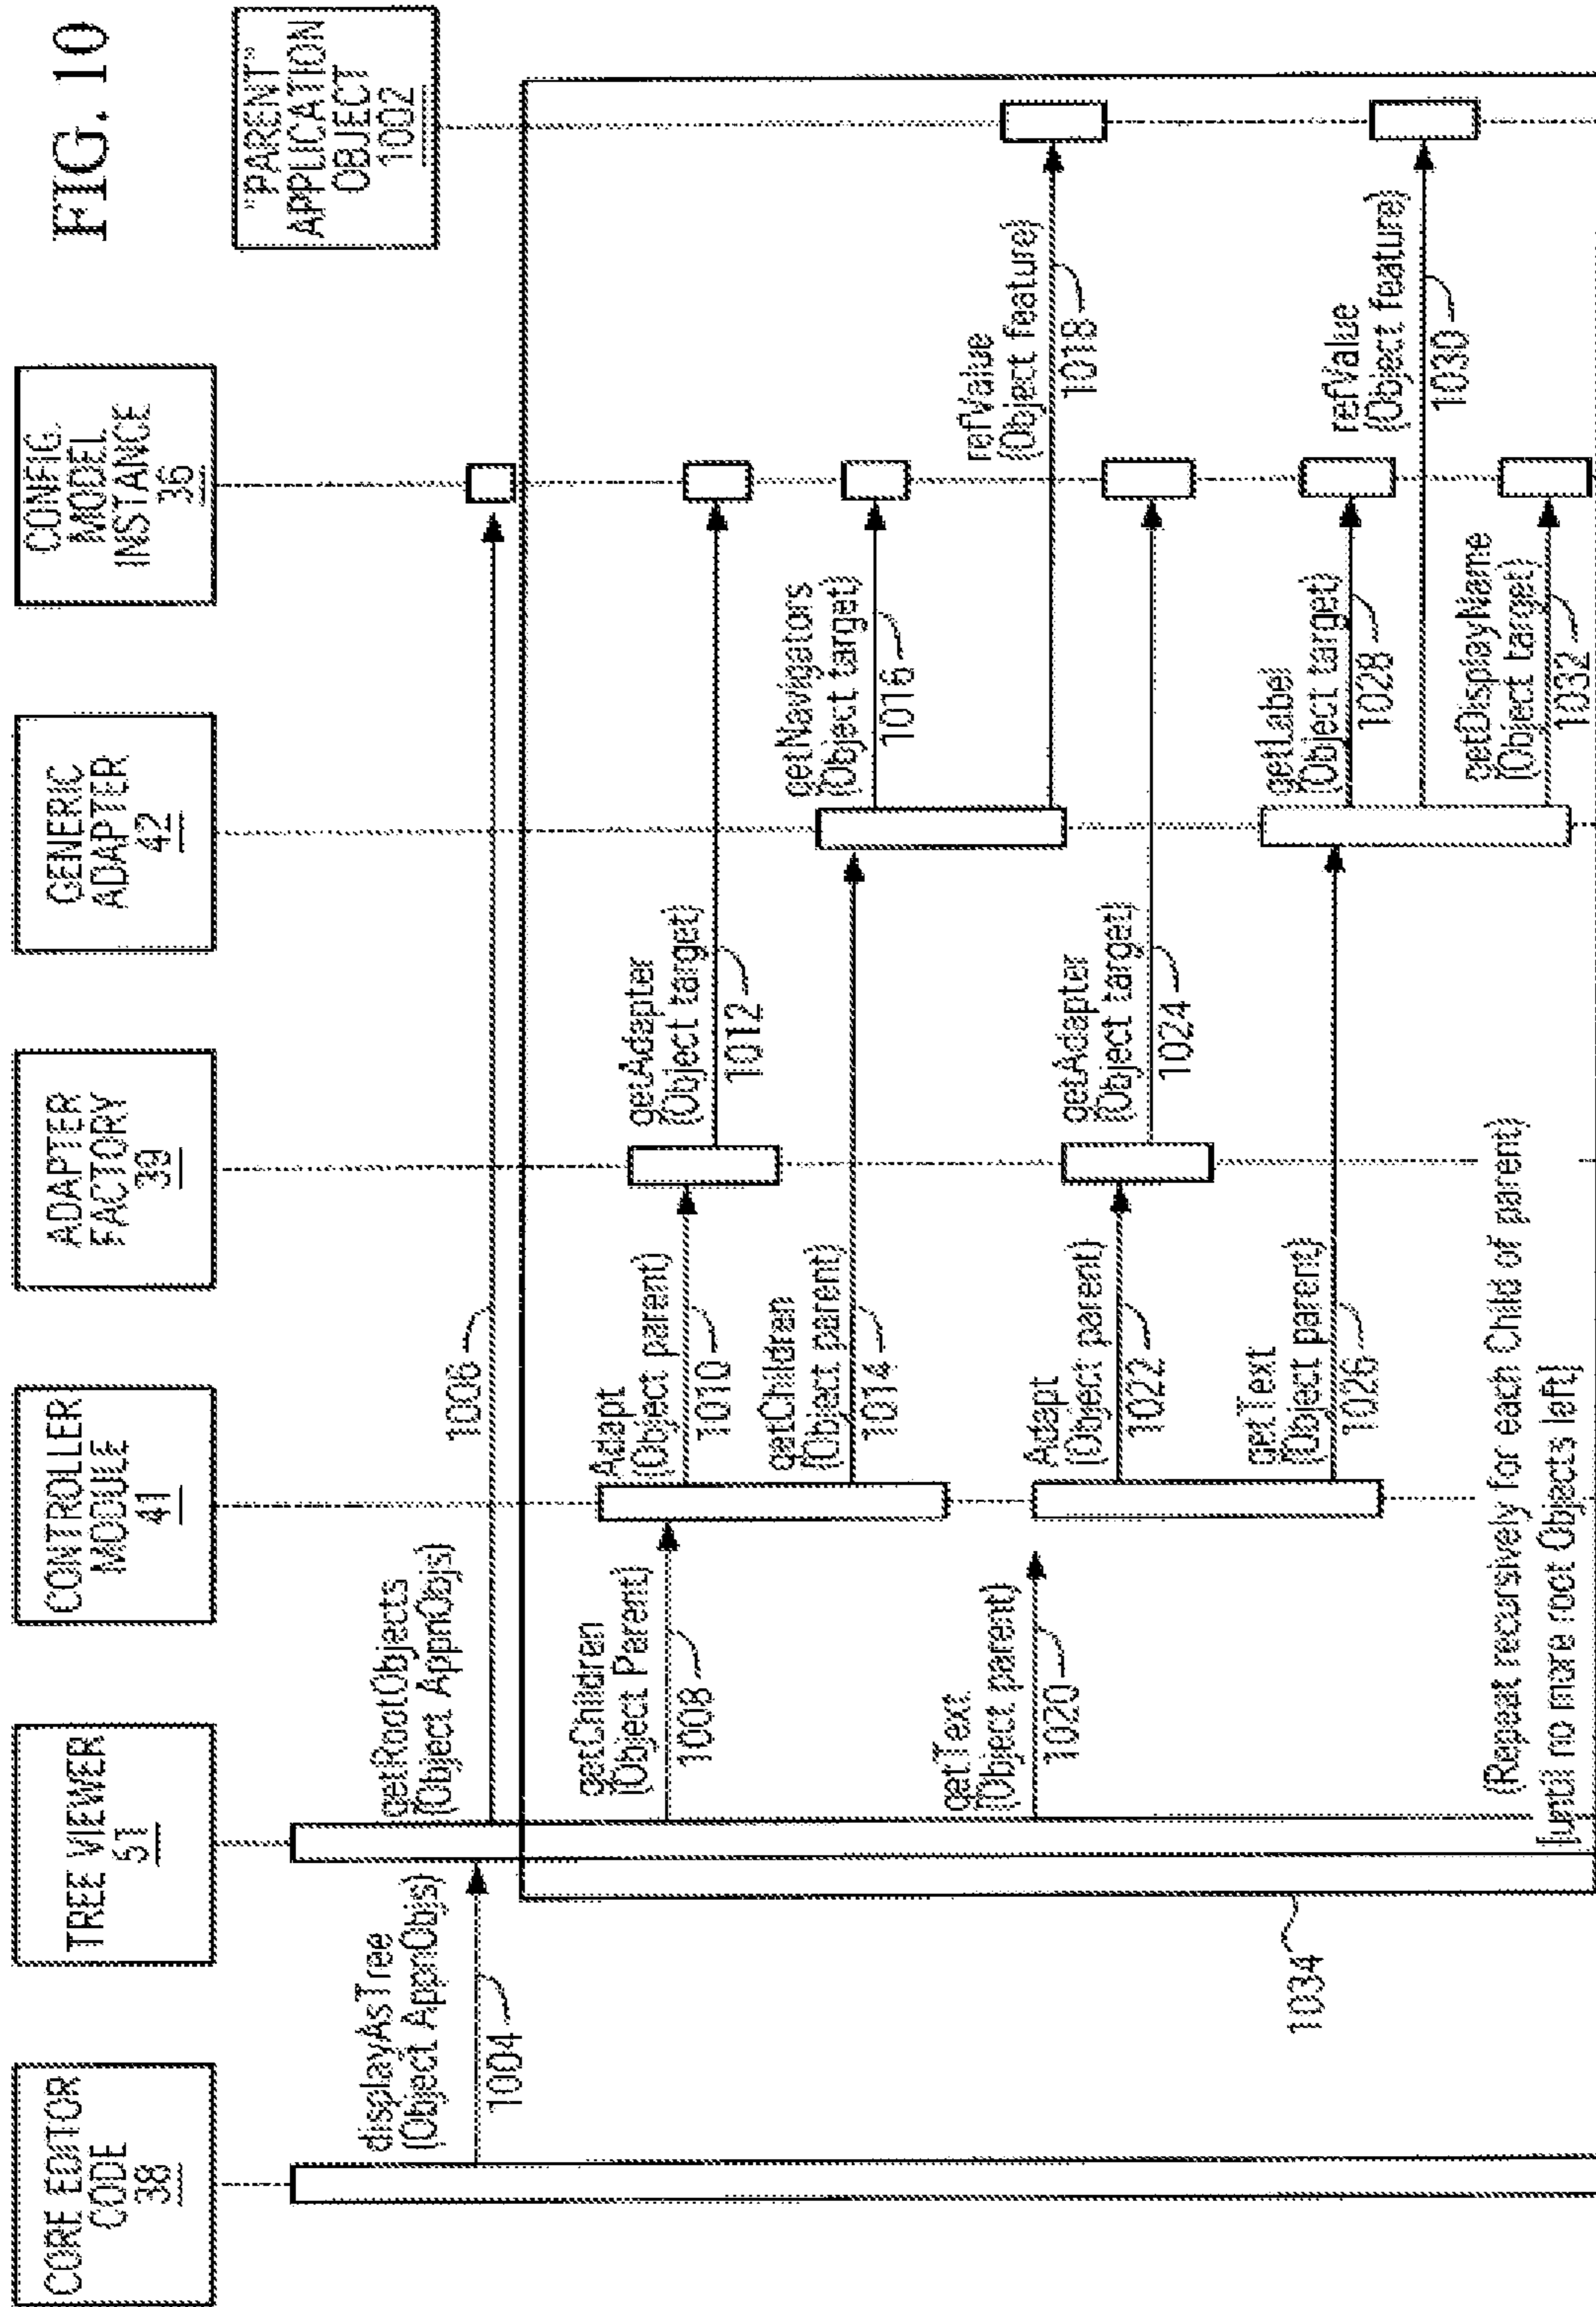 FIG. 10
CORE EDITOR
CODE
38
TREE VIEWER
51
CONTROLLER
MODULE
41
ADAPTER
FACTORY
39
GENERIC
ADAPTER
42
CONFIG.
MODEL
INSTANCE
36
"PARENT"
APPLICATION
OBJECT
1002
displayAsTree
(Object AppnObjs)
1004
getRootObjects
(Object AppnObjs)
1006
getChildren
(Object Parent)
1008
Adapt
(Object parent)
1010
getAdapter
(Object target)
1012
getChildren
(Object parent)
1014
getNavigators
(Object target)
1016
refValue
(Object feature)
1018
getText
(Object parent)
1020
Adapt
(Object parent)
1022
getAdapter
(Object target)
1024
getText
(Object parent)
1026
getLabel
(Object target)
1028
refValue
(Object feature)
1030
getDisplayName
(Object target)
1032
(Repeat recursively for each Child of parent)
[until no more root Objects left]
1034